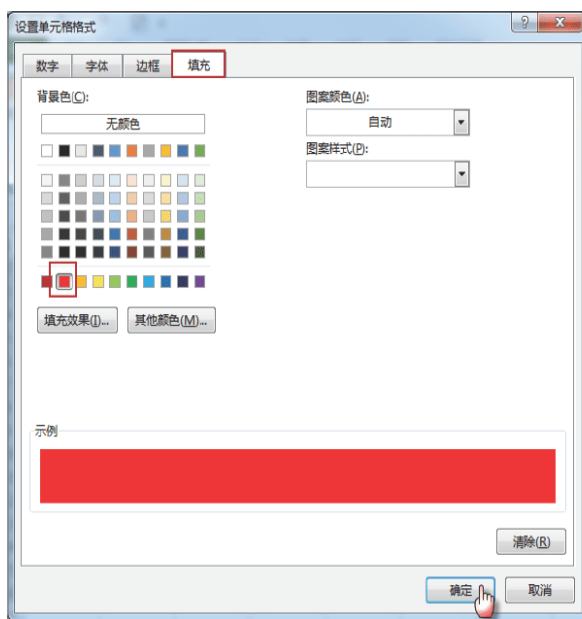 设置单元格格式
?
X
数字 字体 边框 填充
背景色(C):
无颜色
图案颜色(A):
自动
图案样式(P):
填充效果(I)... 其他颜色(M)...
示例
清除(R)
确定 取消